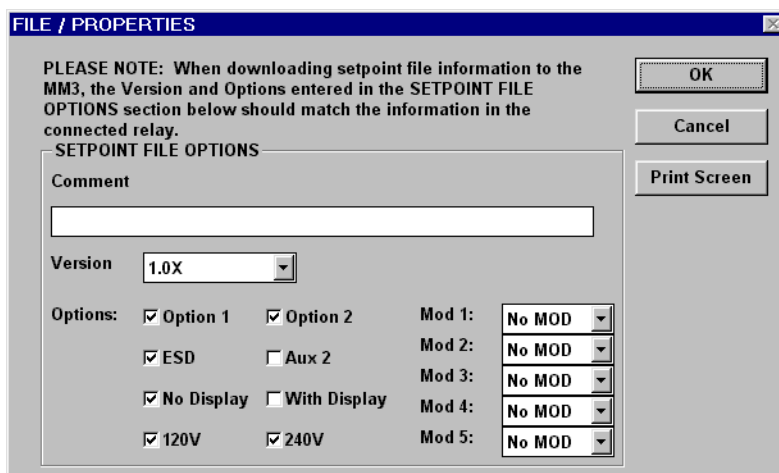 FILE / PROPERTIES
PLEASE NOTE: When downloading setpoint file information to the
MM3, the Version and Options entered in the SETPOINT FILE
OPTIONS section below should match the information in the
connected relay.
OK
Cancel
Print Screen
SETPOINT FILE OPTIONS
Comment
Version 1.0X
Options: Option 1 Option 2 Mod 1: No MOD
Mod 2: No MOD
ESD Aux 2 Mod 3: No MOD
No Display With Display Mod 4: No MOD
120V 240V Mod 5: No MOD